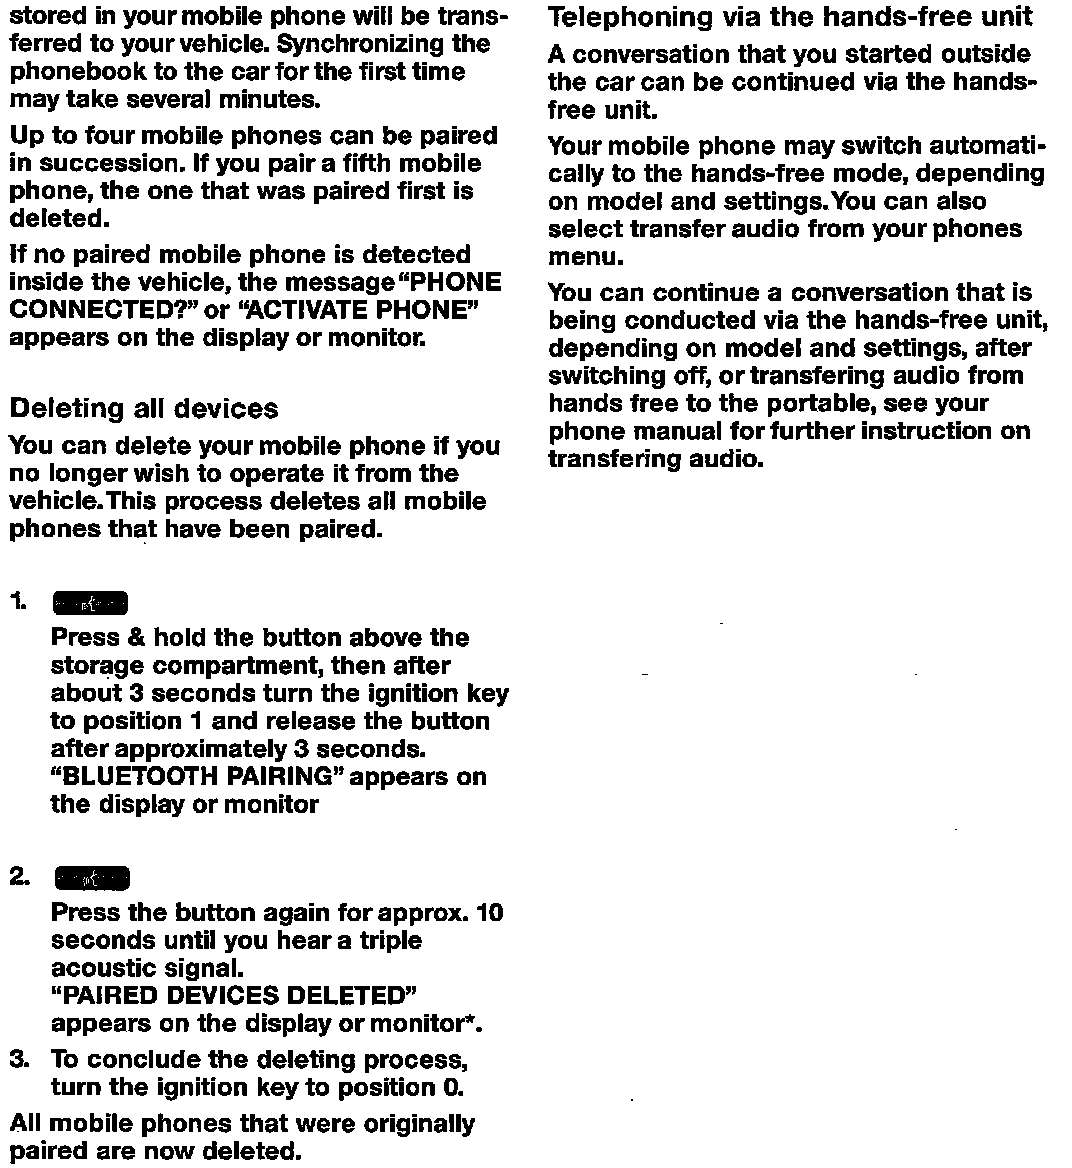 stored in your mobile phone will be trans-
ferred to your vehicle. Synchronizing the
phonebook to the car for the first time
may take several minutes.
Up to four mobile phones can be paired
in succession. If you pair a fifth mobile
phone, the one that was paired first is
deleted.
If no paired mobile phone is detected
inside the vehicle, the message “PHONE
CONNECTED?” or “ACTIVATE PHONE”
appears on the display or monitor.
Deleting all devices
You can delete your mobile phone if you
no longer wish to operate it from the
vehicle. This process deletes all mobile
phones that have been paired.
1.
Press & hold the button above the
storage compartment, then after
about 3 seconds turn the ignition key
to position 1 and release the button
after approximately 3 seconds.
“BLUETOOTH PAIRING” appears on
the display or monitor
2.
Press the button again for approx. 10
seconds until you hear a triple
acoustic signal.
“PAIRED DEVICES DELETED”
appears on the display or monitor*.
3. To conclude the deleting process,
turn the ignition key to position 0.
All mobile phones that were originally
paired are now deleted.
Telephoning via the hands-free unit
A conversation that you started outside
the car can be continued via the hands-
free unit.
Your mobile phone may switch automati-
cally to the hands-free mode, depending
on model and settings. You can also
select transfer audio from your phones
menu.
You can continue a conversation that is
being conducted via the hands-free unit,
depending on model and settings, after
switching off, or transfering audio from
hands free to the portable, see your
phone manual for further instruction on
transfering audio.